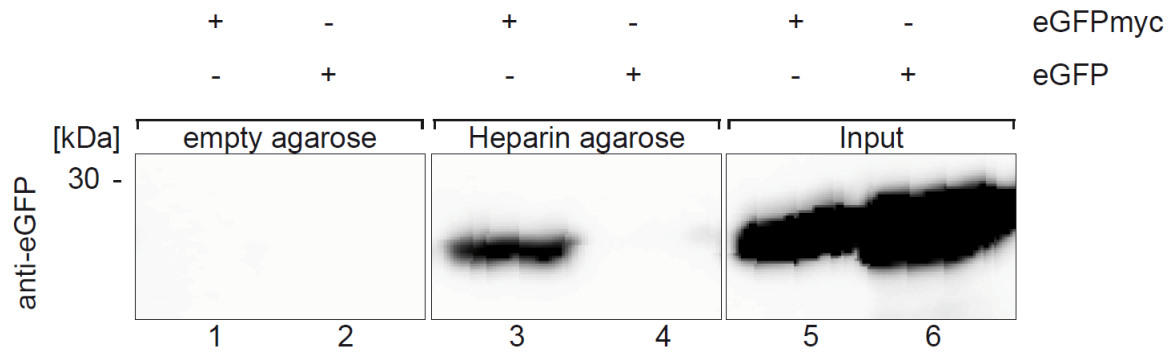 + - + - + - eGFPmyc
- + - + - + eGFP
[kDa] empty agarose Heparin agarose Input
30 -
anti-eGFP
1 2 3 4 5 6